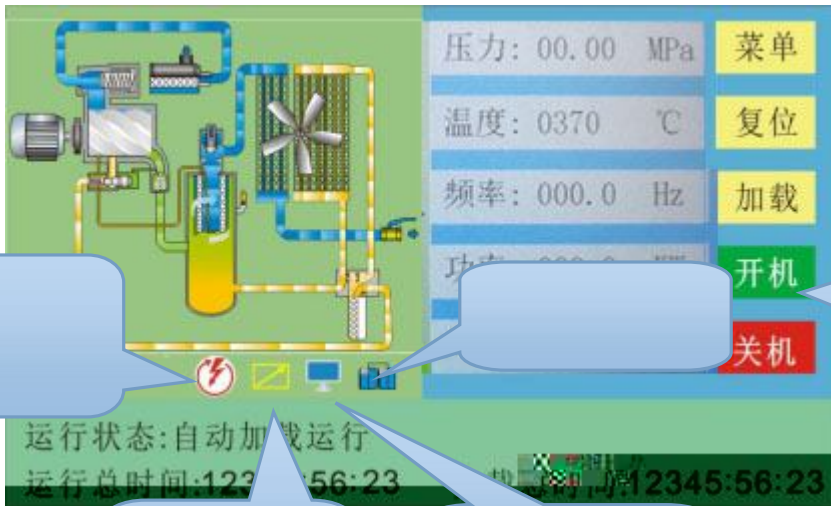 压力: 00.00 MPa 菜单
温度: 0370 ℃ 复位
频率: 000.0 Hz 加载
开机
关机
运行状态:自动加载运行
运行总时间:123 :56:23 时间:12345:56:23